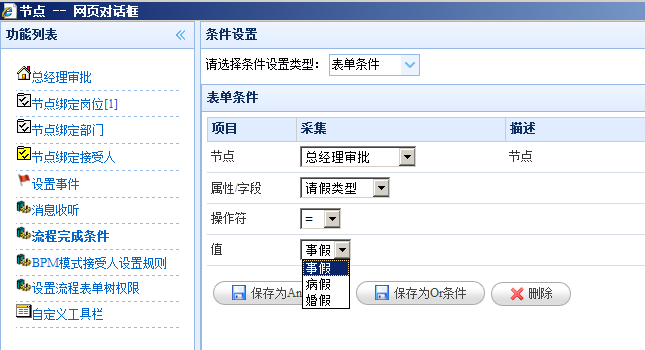 节点 -- 网页对话框
功能列表
总经理审批
节点绑定岗位[1]
节点绑定部门
节点绑定接受人
设置事件
消息收听
流程完成条件
BPM模式接受人设置规则
设置流程表单树权限
自定义工具栏
条件设置
请选择条件设置类型： 表单条件
表单条件
项目 采集 描述
节点 总经理审批 节点
属性/字段 请假类型
操作符 =
值 事假
事假
病假
婚假
保存为An 保存为Or条件 删除